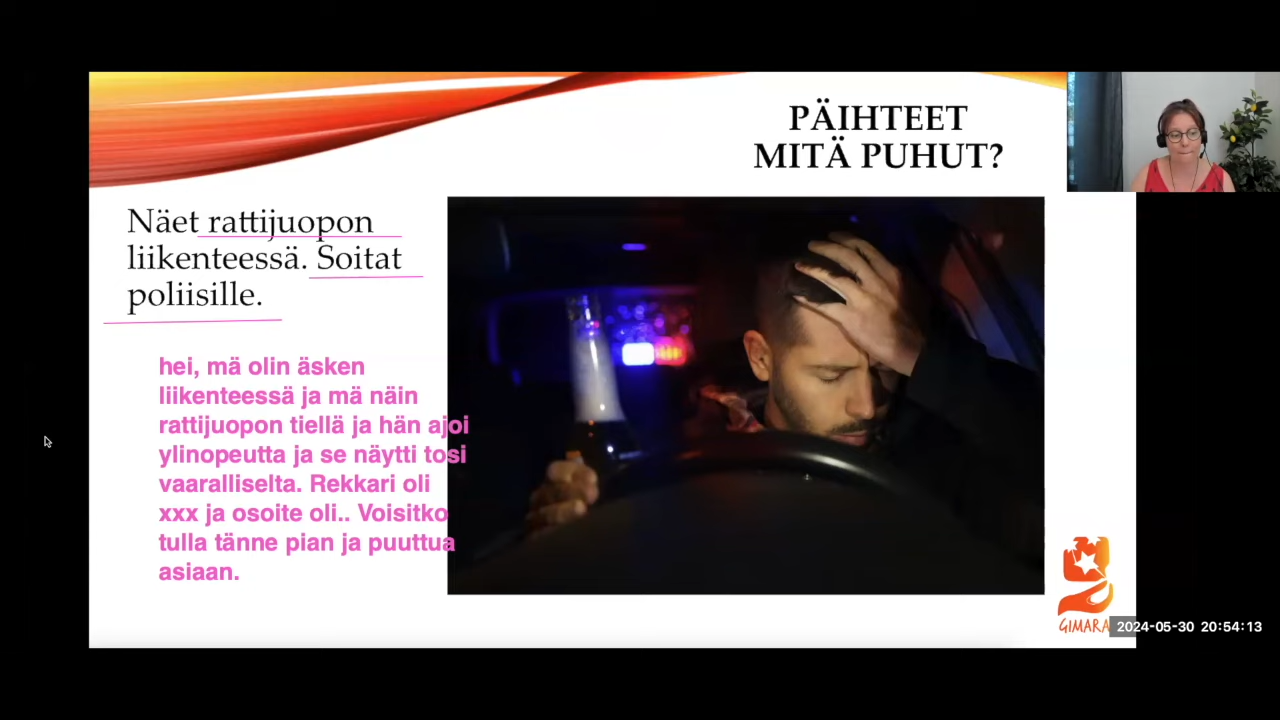 PÄIHTEET
MITÄ PUHUT?
Näet rattijuopon
liikenteessä. Soitat
poliisille.
hei, mä olin äsken
liikenteessä ja mä näin
rattijuopon tiellä ja hän ajoi
ylinopeutta ja se näytti tosi
vaaralliselta. Rekkari oli
xxx ja osoite oli.. Voisitko
tulla tänne pian ja puuttua
asiaan.
GIMARA
2024-05-30 20:54:13